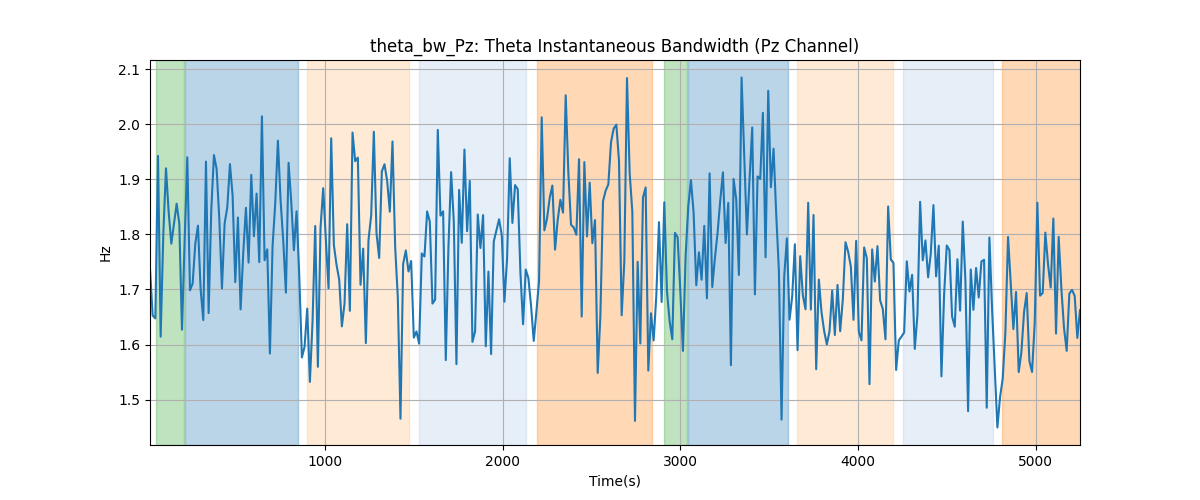 theta_bw_Pz: Theta Instantaneous Bandwidth (Pz Channel)
2.1
2.0
1.9
1.8
1.7
1.6
1.5
Hz
1000 2000 3000 4000 5000
Time(s)